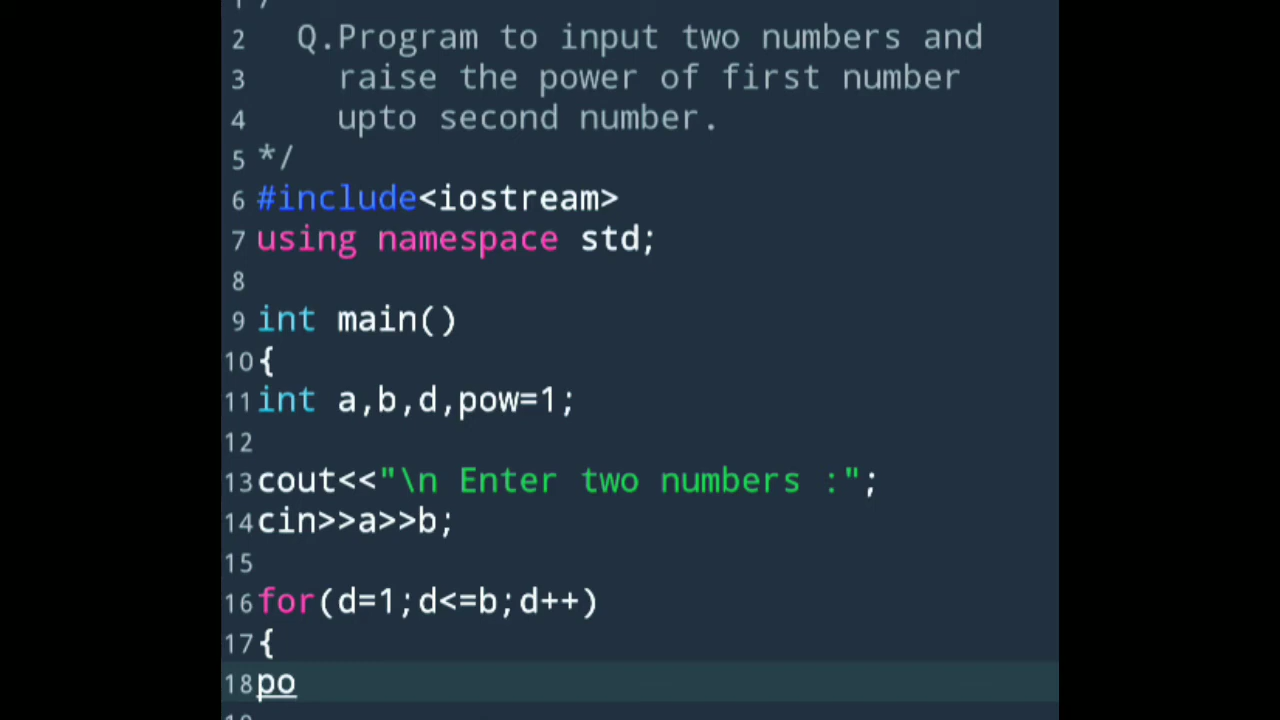 1
2 Q.Program to input two numbers and
3 raise the power of first number
4 upto second number.
5 */
6 #include<iostream>
7 using namespace std;
8
9 int main()
10 {
11 int a,b,d,pow=1;
12
13 cout<<"\n Enter two numbers :";
14 cin>>a>>b;
15
16 for(d=1;d<=b;d++)
17 {
18 po